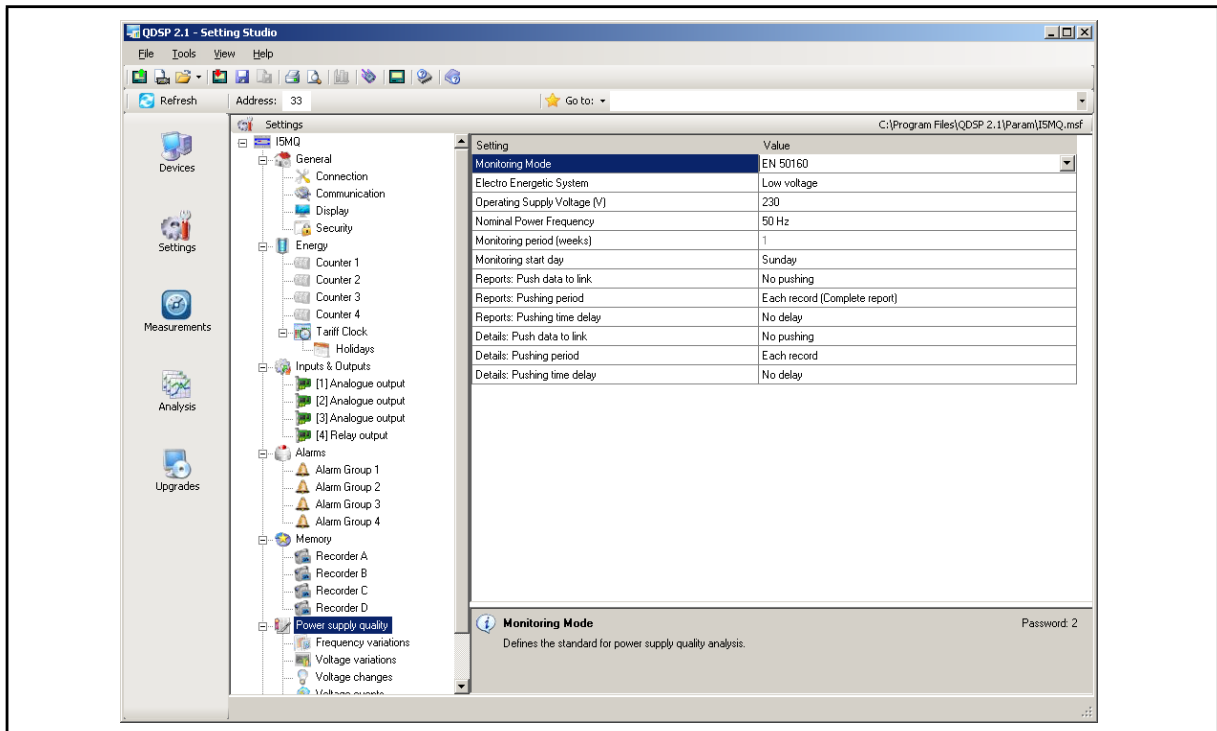 QDSP 2.1 - Setting Studio
File Tools View Help
Refresh Address: 33 Go to:
Settings C:\Program Files\QDSP 2.1\Param\I5MQ.msf
Devices
Settings
Measurements
Analysis
Upgrades
I5MQ
General
Connection
Communication
Display
Security
Energy
Counter 1
Counter 2
Counter 3
Counter 4
Tariff Clock
Holidays
Inputs & Outputs
[1] Analogue output
[2] Analogue output
[3] Analogue output
[4] Relay output
Alarms
Alarm Group 1
Alarm Group 2
Alarm Group 3
Alarm Group 4
Memory
Recorder A
Recorder B
Recorder C
Recorder D
Power supply quality
Frequency variations
Voltage variations
Voltage changes
Voltage events
Setting Value
Monitoring Mode EN 50160
Electro Energetic System Low voltage
Operating Supply Voltage (V) 230
Nominal Power Frequency 50 Hz
Monitoring period (weeks) 1
Monitoring start day Sunday
Reports: Push data to link No pushing
Reports: Pushing period Each record (Complete report)
Reports: Pushing time delay No delay
Details: Push data to link No pushing
Details: Pushing period Each record
Details: Pushing time delay No delay
Monitoring Mode Password: 2
Defines the standard for power supply quality analysis.